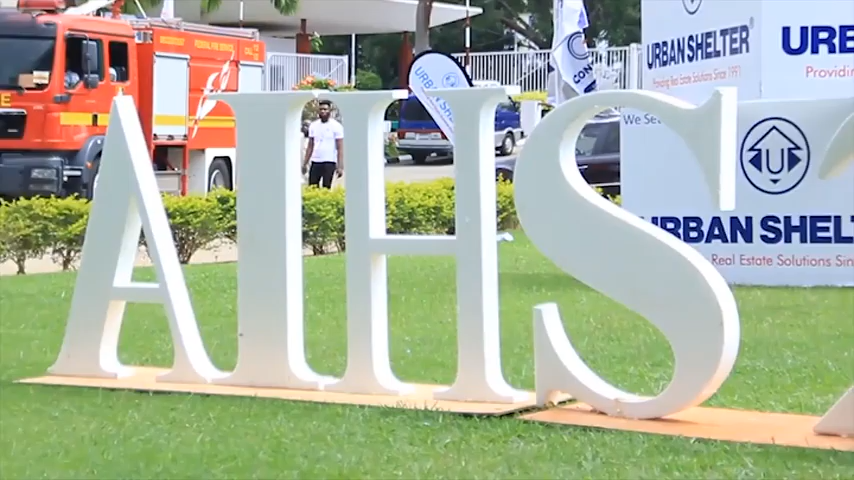 AIHS
FEDERAL FIRE SERVICE
URBAN SHELTER
URBAN SHELTER®
Real Estate Solutions Since 1991
URB
Providing
We Se
U
URBAN SHELTER
Real Estate Solutions Sin